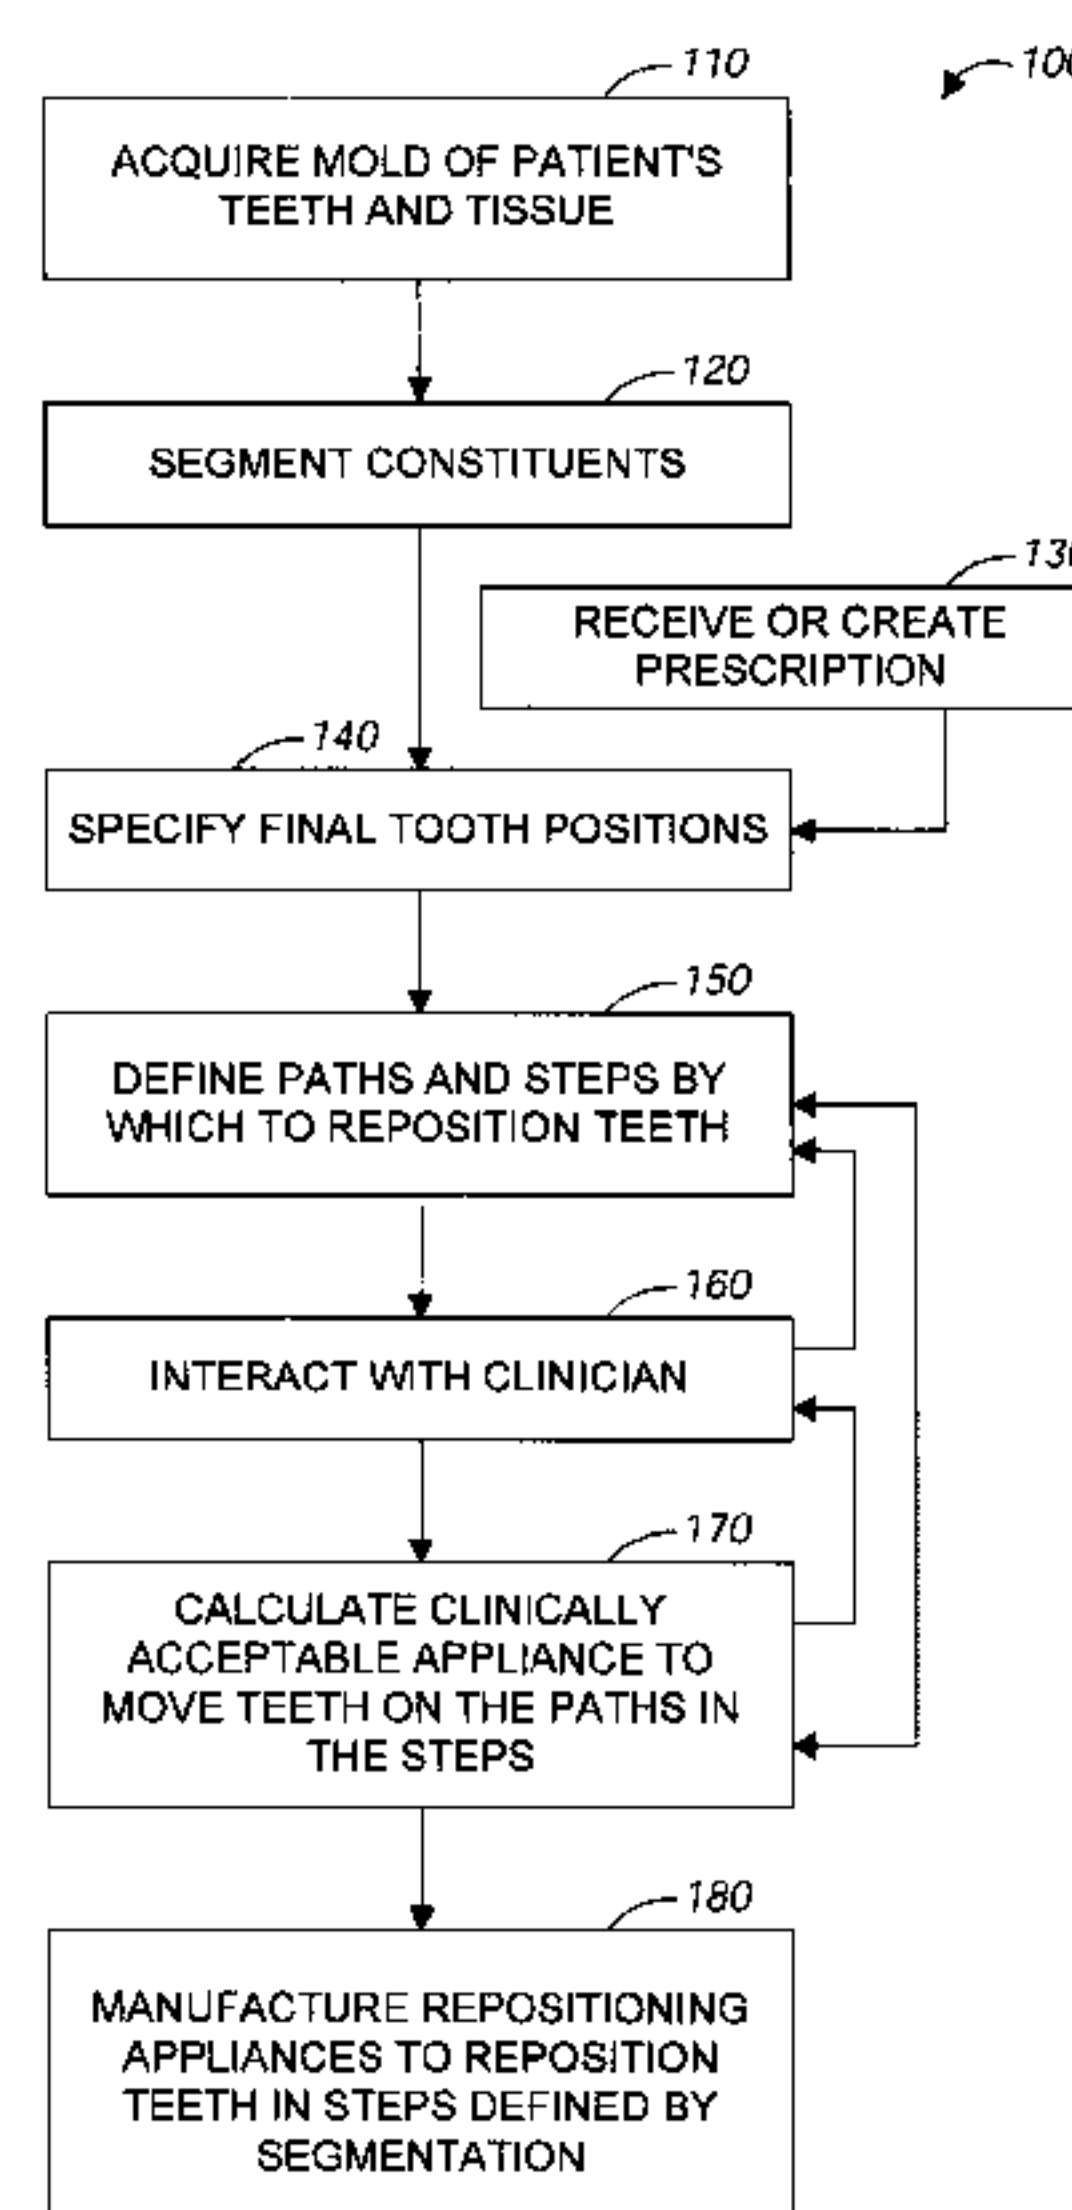 110
100
ACQUIRE MOLD OF PATIENT'S
TEETH AND TISSUE
120
SEGMENT CONSTITUENTS
130
RECEIVE OR CREATE
PRESCRIPTION
140
SPECIFY FINAL TOOTH POSITIONS
150
DEFINE PATHS AND STEPS BY
WHICH TO REPOSITION TEETH
160
INTERACT WITH CLINICIAN
170
CALCULATE CLINICALLY
ACCEPTABLE APPLIANCE TO
MOVE TEETH ON THE PATHS IN
THE STEPS
180
MANUFACTURE REPOSITIONING
APPLIANCES TO REPOSITION
TEETH IN STEPS DEFINED BY
SEGMENTATION